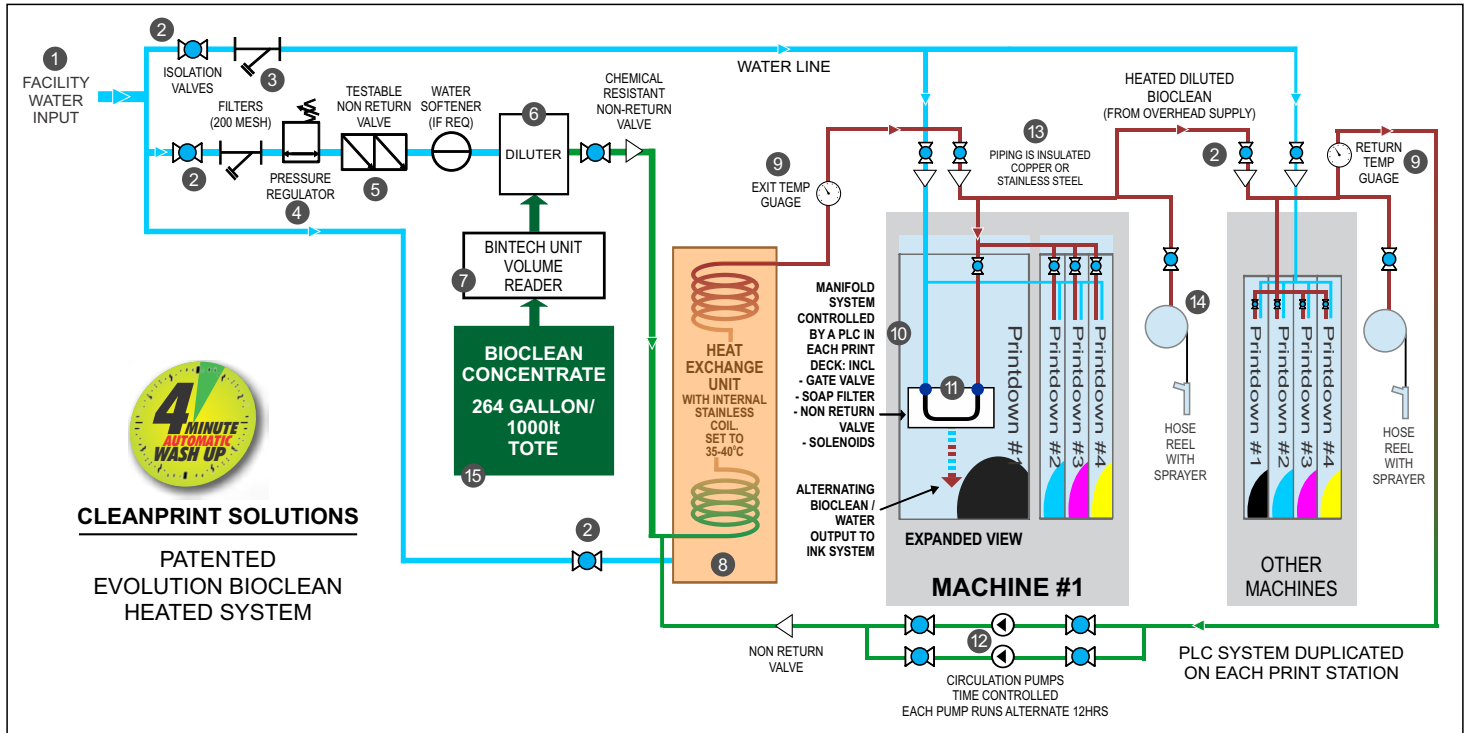 1
FACILITY
WATER
INPUT
2
ISOLATION
VALVES
3
WATER LINE
FILTERS
(200 MESH)
2
PRESSURE
REGULATOR
4
TESTABLE
NON RETURN
VALVE
5
WATER
SOFTENER
(IF REQ)
6
DILUTER
CHEMICAL
RESISTANT
NON-RETURN
VALVE
BINTECH UNIT
VOLUME
READER
7
BIOCLEAN
CONCENTRATE
264 GALLON/
1000lt
TOTE
15
4
MINUTE
AUTOMATIC
WASH UP
CLEANPRINT SOLUTIONS
PATENTED
EVOLUTION BIOCLEAN
HEATED SYSTEM
2
HEAT
EXCHANGE
UNIT
WITH INTERNAL
STAINLESS
COIL.
SET TO
35-40°C
8
9
EXIT TEMP
GUAGE
13
PIPING IS INSULATED
COPPER OR
STAINLESS STEEL
HEATED DILUTED
BIOCLEAN
(FROM OVERHEAD SUPPLY)
2
RETURN
TEMP
GUAGE
9
MANIFOLD
SYSTEM
CONTROLLED
BY A PLC IN
EACH PRINT
DECK: INCL
- GATE VALVE
- SOAP FILTER
- NON RETURN
VALVE
- SOLENOIDS
10
11
ALTERNATING
BIOCLEAN /
WATER
OUTPUT TO
INK SYSTEM
Printdown #1
Printdown #2
Printdown #3
Printdown #4
EXPANDED VIEW
MACHINE #1
14
HOSE
REEL
WITH
SPRAYER
Printdown #1
Printdown #2
Printdown #3
Printdown #4
OTHER
MACHINES
HOSE
REEL
WITH
SPRAYER
NON RETURN
VALVE
12
CIRCULATION PUMPS
TIME CONTROLLED
EACH PUMP RUNS ALTERNATE 12HRS
PLC SYSTEM DUPLICATED
ON EACH PRINT STATION